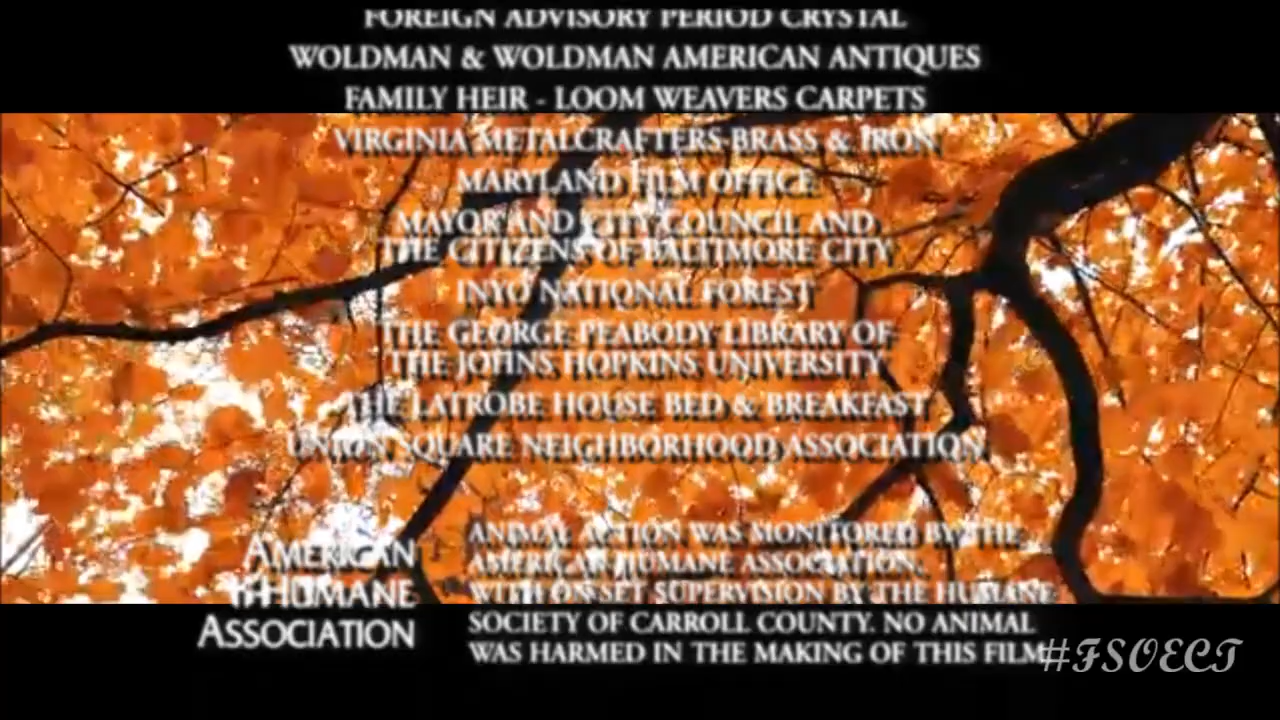 FOREIGN ADVISORY PERIOD CRYSTAL
WOLDMAN & WOLDMAN AMERICAN ANTIQUES
FAMILY HEIR - LOOM WEAVERS CARPETS
VIRGINIA METALCRAFTERS-BRASS & IRON
MARYLAND FILM OFFICE
MAYOR AND CITY COUNCIL AND
THE CITIZENS OF BALTIMORE CITY
INYO NATIONAL FOREST
THE GEORGE PEABODY LIBRARY OF
THE JOHNS HOPKINS UNIVERSITY
THE LATROBE HOUSE BED & BREAKFAST
UNION SQUARE NEIGHBORHOOD ASSOCIATION
AMERICAN
HUMANE
ASSOCIATION
ANIMAL ACTION WAS MONITORED BY THE
AMERICAN HUMANE ASSOCIATION,
WITH ON-SET SUPERVISION BY THE HUMANE
SOCIETY OF CARROLL COUNTY. NO ANIMAL
WAS HARMED IN THE MAKING OF THIS FILM.
#FSOECT